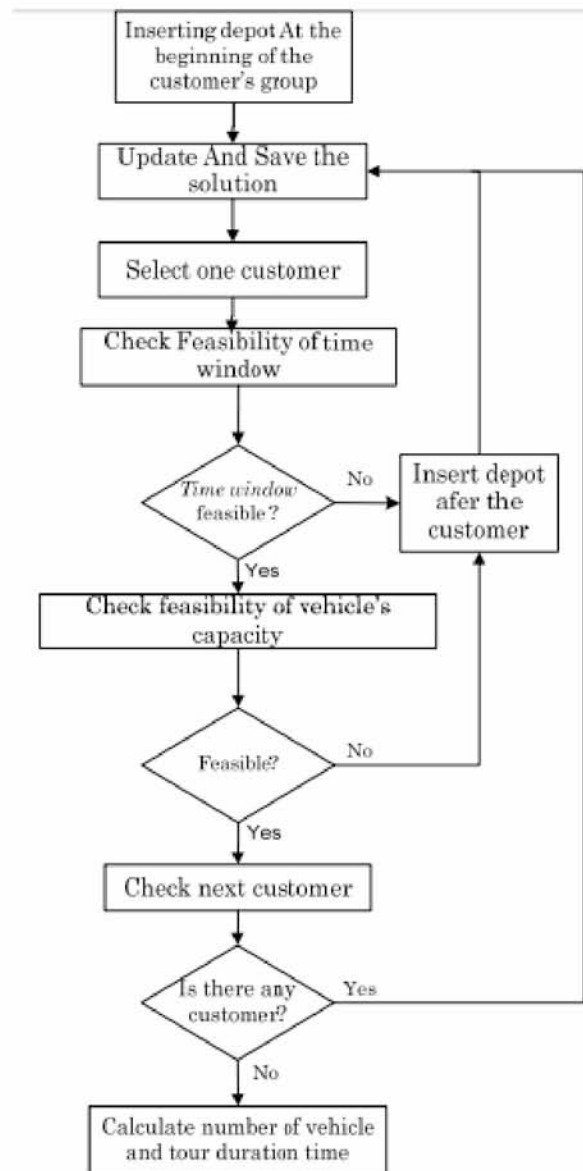 Inserting depot At the
beginning of the
customer's group
Update And Save the
solution
Select one customer
Check Feasibility of time
window
Time window
feasible?
No
Insert depot
afer the
customer
Yes
Check feasibility of vehicle's
capacity
Feasible?
No
Yes
Check next customer
Is there any
customer?
Yes
No
Calculate number of vehicle
and tour duration time